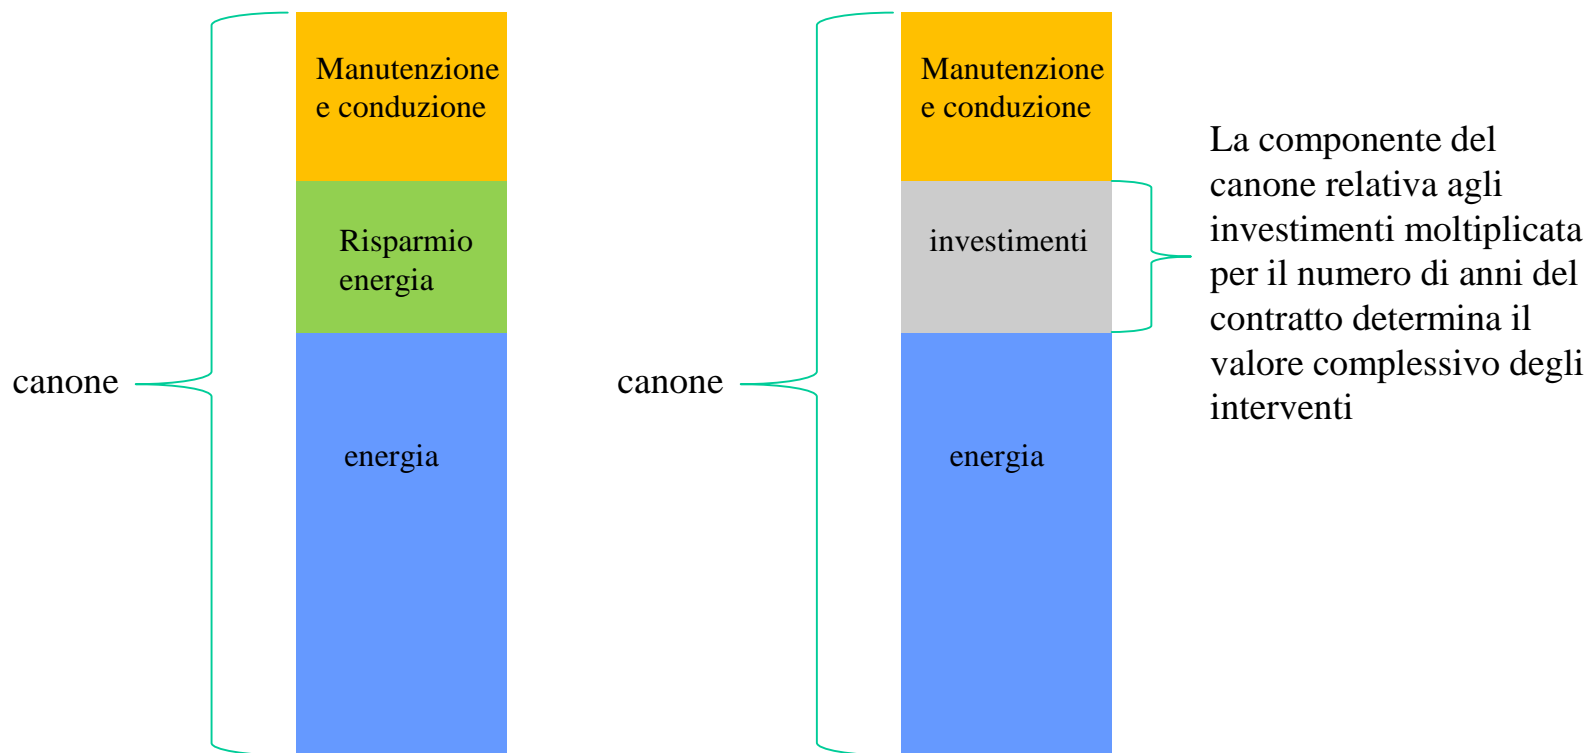 canone
Manutenzione
e conduzione
Risparmio
energia
energia
canone
Manutenzione
e conduzione
investimenti
energia
La componente del
canone relativa agli
investimenti moltiplicata
per il numero di anni del
contratto determina il
valore complessivo degli
interventi